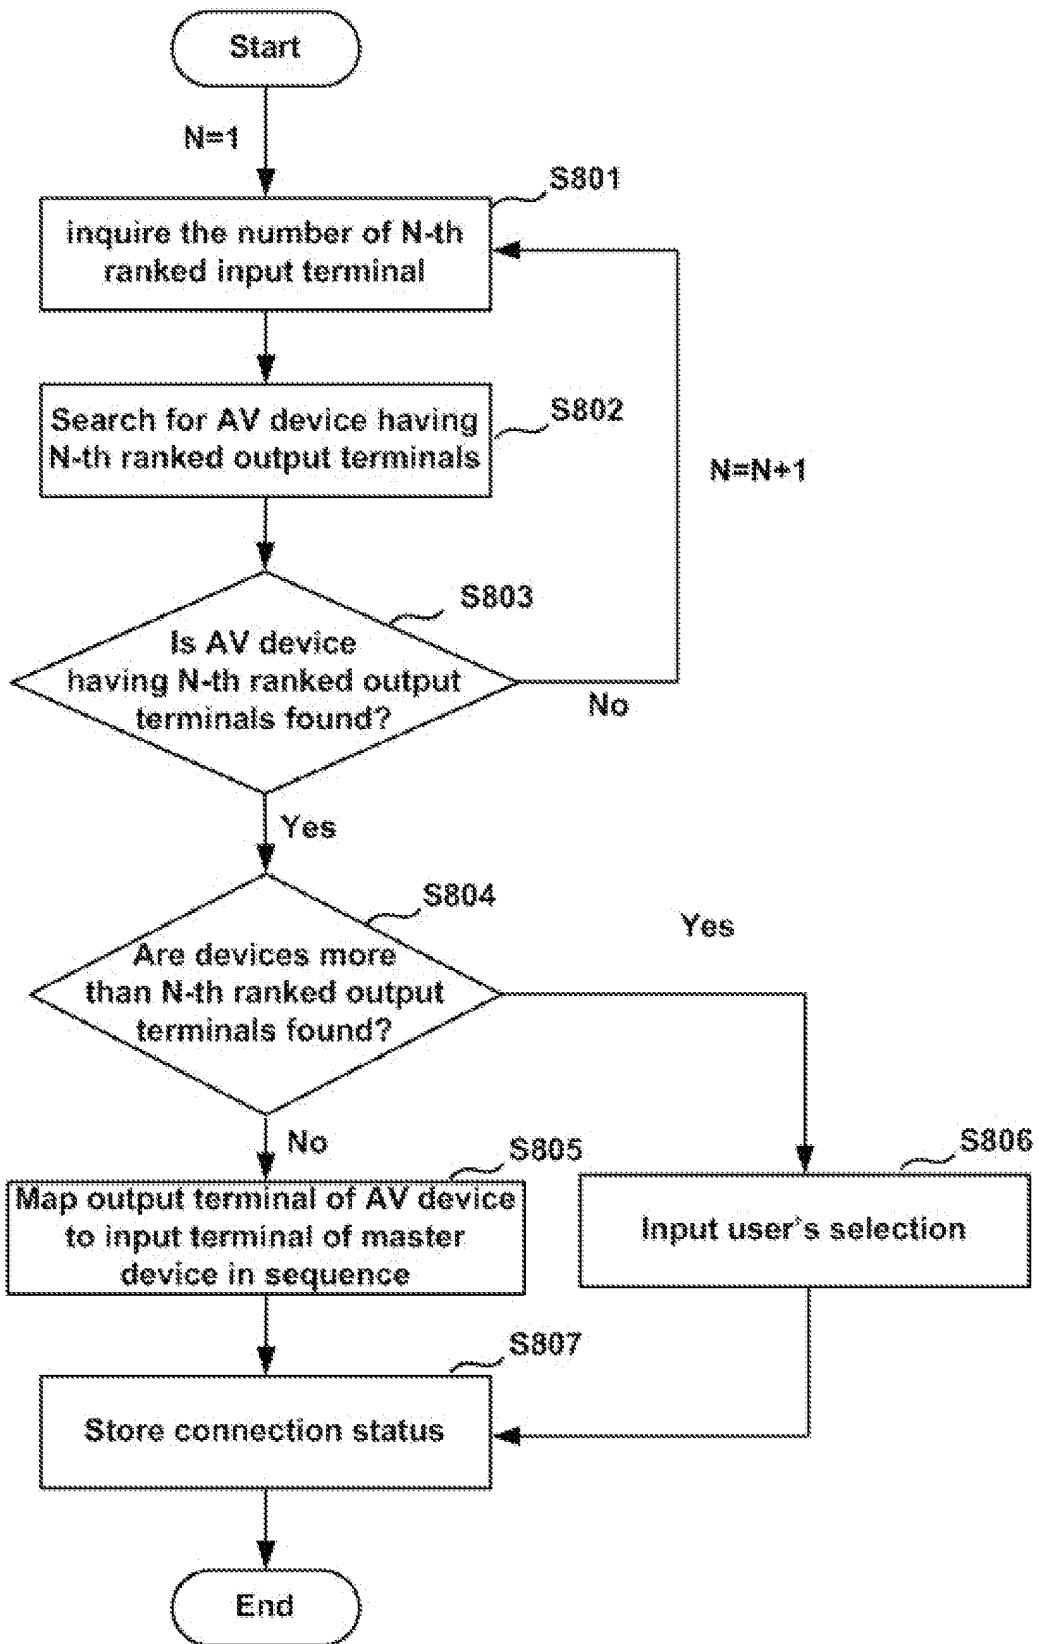 Start
N=1
S801
inquire the number of N-th
ranked input terminal
S802
Search for AV device having
N-th ranked output terminals
N=N+1
S803
Is AV device
having N-th ranked output
terminals found?
No
Yes
S804
Yes
Are devices more
than N-th ranked output
terminals found?
No
S805
S806
Map output terminal of AV device
to input terminal of master
device in sequence
Input user's selection
S807
Store connection status
End